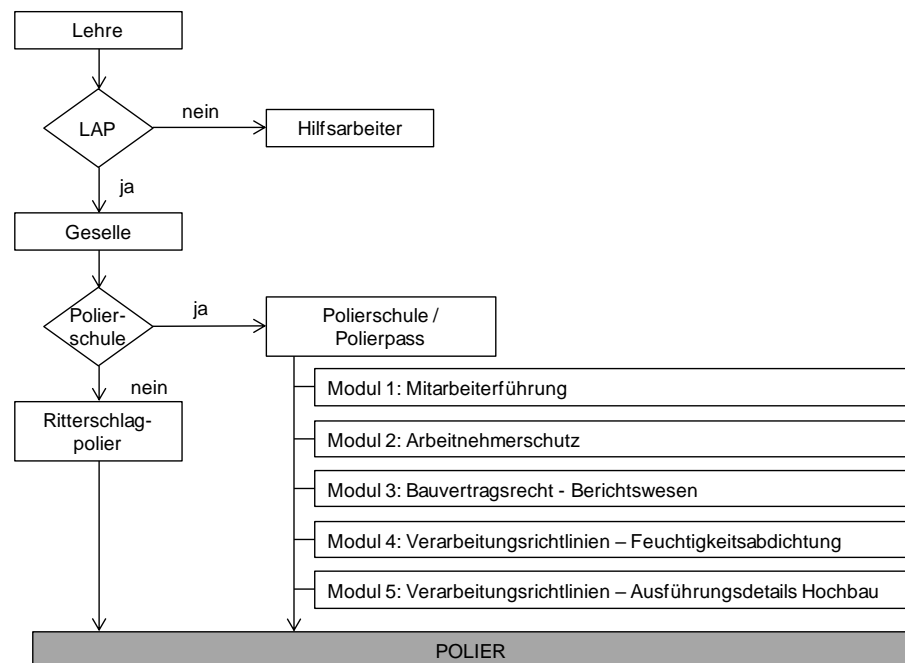 Lehre
LAP
nein
Hilfsarbeiter
ja
Geselle
Polier-
schule
ja
Polierschule /
Polierpass
nein
Ritterschlag-
polier
Modul 1: Mitarbeiterführung
Modul 2: Arbeitnehmerschutz
Modul 3: Bauvertragsrecht - Berichtswesen
Modul 4: Verarbeitungsrichtlinien – Feuchtigkeitsabdichtung
Modul 5: Verarbeitungsrichtlinien – Ausführungsdetails Hochbau
POLIER